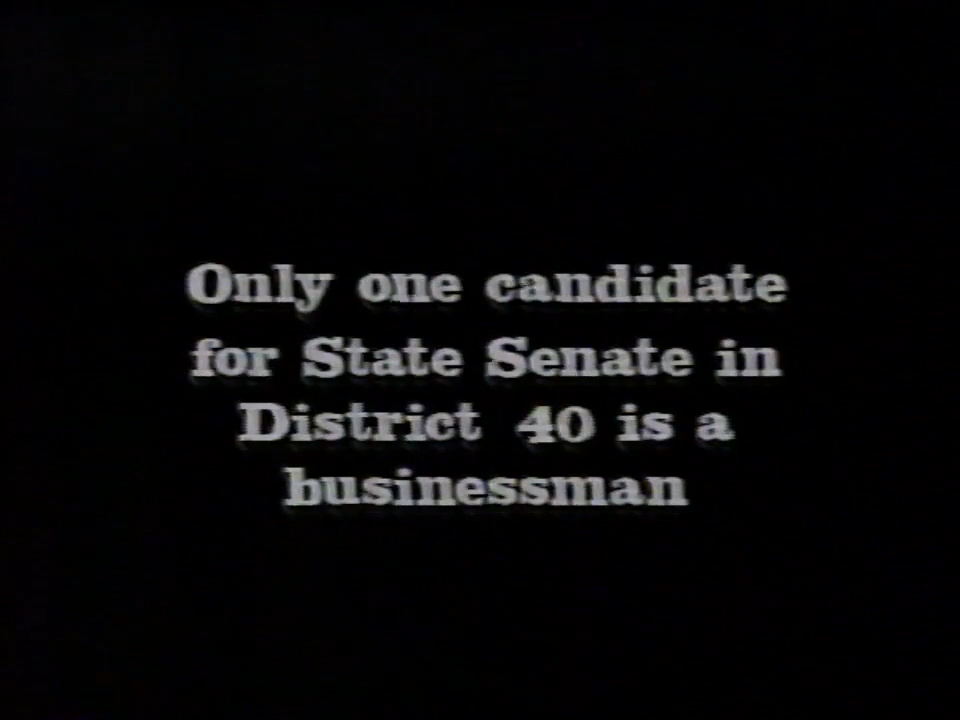 Only one candidate
for State Senate in
District 40 is a
businessman